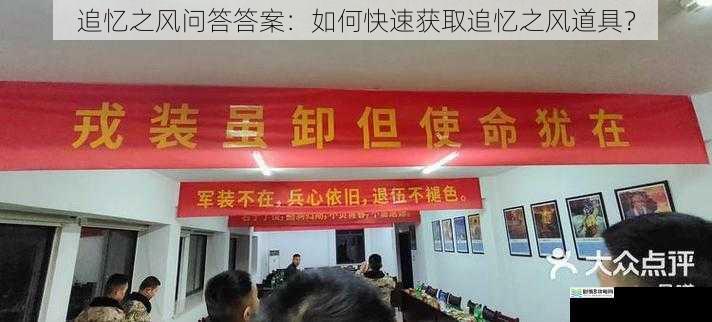 追忆之风问答答案：如何快速获取追忆之风道具？
戎装虽卸但使命犹在
军装不在，兵心依旧，退伍不褪色。
大众点评